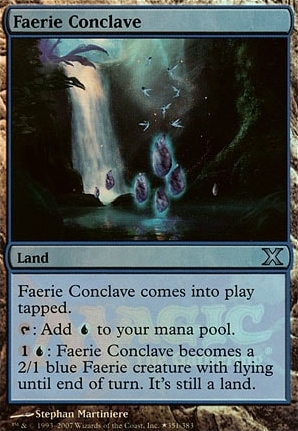 Faerie Conclave
Land
Faerie Conclave comes into play
tapped.
: Add to your mana pool.
1 : Faerie Conclave becomes a
2/1 blue Faerie creature with flying
until end of turn. It's still a land.
Stephan Martiniere
™ & © 1993-2007 Wizards of the Coast, Inc. ★351/383